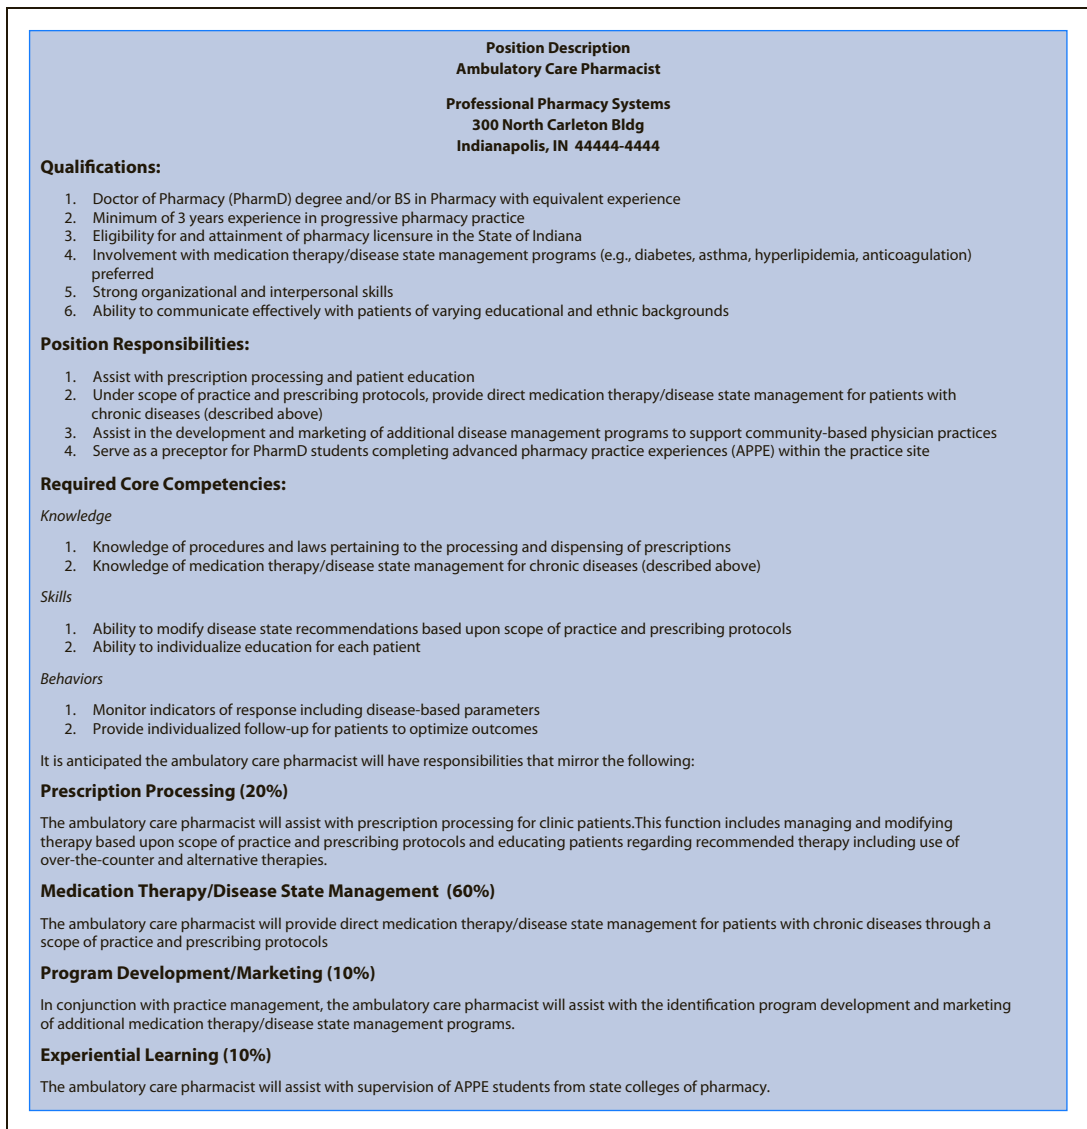 Position Description
Ambulatory Care Pharmacist
Professional Pharmacy Systems
300 North Carleton Bldg
Indianapolis, IN  44444-4444
Qualifications:
1. Doctor of Pharmacy (PharmD) degree and/or BS in Pharmacy with equivalent experience
2. Minimum of 3 years experience in progressive pharmacy practice
3. Eligibility for and attainment of pharmacy licensure in the State of Indiana
4. Involvement with medication therapy/disease state management programs (e.g., diabetes, asthma, hyperlipidemia, anticoagulation)
preferred
5. Strong organizational and interpersonal skills
6. Ability to communicate effectively with patients of varying educational and ethnic backgrounds
Position Responsibilities:
1. Assist with prescription processing and patient education
2. Under scope of practice and prescribing protocols, provide direct medication therapy/disease state management for patients with
chronic diseases (described above)
3. Assist in the development and marketing of additional disease management programs to support community-based physician practices
4. Serve as a preceptor for PharmD students completing advanced pharmacy practice experiences (APPE) within the practice site
Required Core Competencies:
Knowledge
1. Knowledge of procedures and laws pertaining to the processing and dispensing of prescriptions
2. Knowledge of medication therapy/disease state management for chronic diseases (described above)
Skills
1. Ability to modify disease state recommendations based upon scope of practice and prescribing protocols
2. Ability to individualize education for each patient
Behaviors
1. Monitor indicators of response including disease-based parameters
2. Provide individualized follow-up for patients to optimize outcomes
It is anticipated the ambulatory care pharmacist will have responsibilities that mirror the following:
Prescription Processing (20%)
The ambulatory care pharmacist will assist with prescription processing for clinic patients.This function includes managing and modifying
therapy based upon scope of practice and prescribing protocols and educating patients regarding recommended therapy including use of
over-the-counter and alternative therapies.
Medication Therapy/Disease State Management  (60%)
The ambulatory care pharmacist will provide direct medication therapy/disease state management for patients with chronic diseases through a
scope of practice and prescribing protocols
Program Development/Marketing (10%)
In conjunction with practice management, the ambulatory care pharmacist will assist with the identification program development and marketing
of additional medication therapy/disease state management programs.
Experiential Learning (10%)
The ambulatory care pharmacist will assist with supervision of APPE students from state colleges of pharmacy.